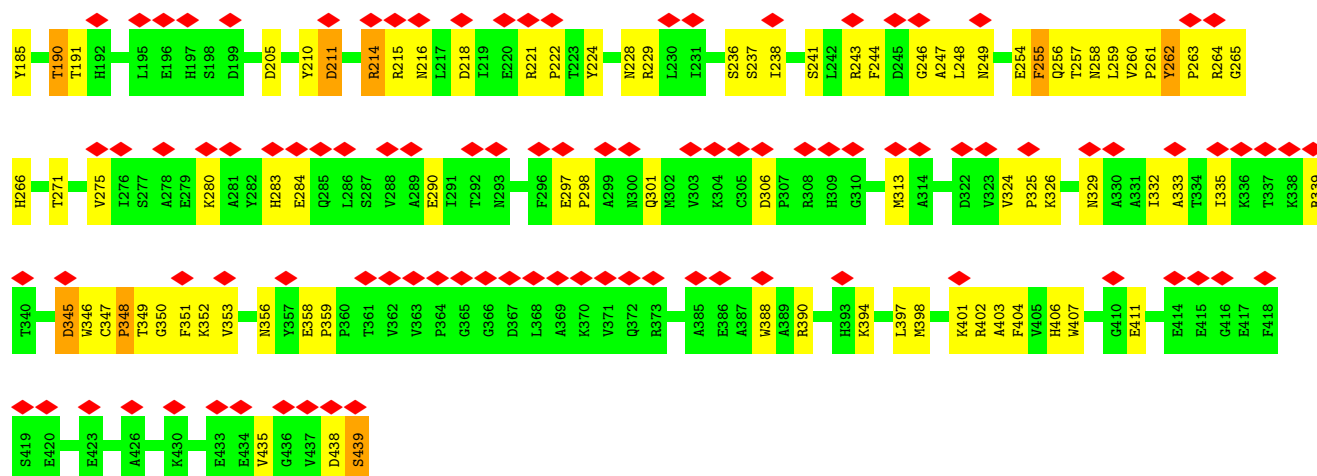 Y185 T190 T191 H192 L195 E196 H197 S198 D199 D205 Y210 D211 R214 R215 N216 L217 D218 I219 E220 R221 P222 T223 Y224 N228 R229 L230 I231 S236 S237 I238 S241 L242 R243 F244 D245 G246 A247 L248 N249 E254 F255 Q256 T257 N258 L259 V260 P261 Y262 P263 R264 G265
H266 T271 V275 I276 S277 A278 E279 K280 A281 Y282 H283 E284 Q285 L286 S287 V288 A289 E290 I291 T292 N293 F296 E297 P298 A299 N300 Q301 M302 V303 K304 C305 D306 P307 R308 H309 G310 M313 A314 D322 V323 V324 P325 K326 N329 A330 A331 I332 A333 T334 I335 K336 T337 K338 R339
T340 D345 W346 C347 P348 T349 G350 F351 K352 V353 N356 Y357 E358 P359 P360 T361 V362 V363 P364 G365 G366 D367 L368 A369 K370 V371 Q372 R373 A385 E386 A387 W388 A389 R390 H393 K394 L397 M398 K401 R402 A403 F404 V405 H406 W407 G410 E411 E414 E415 G416 E417 F418
S419 E420 E423 A426 K430 E433 E434 V435 G436 V437 D438 S439